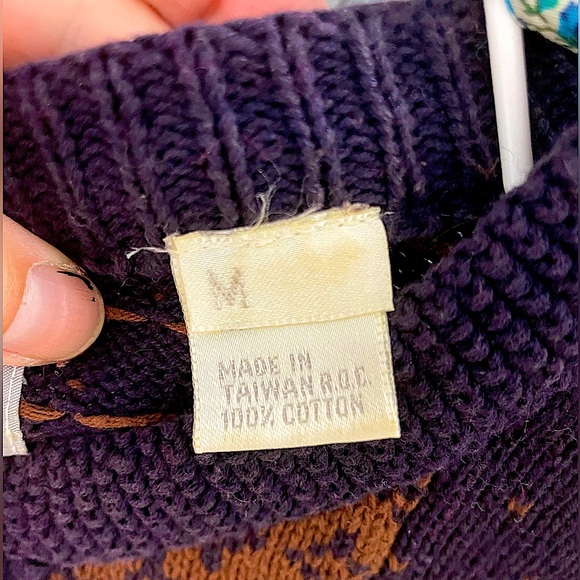 M
MADE IN
TAIWAN R.O.C.
100% COTTON